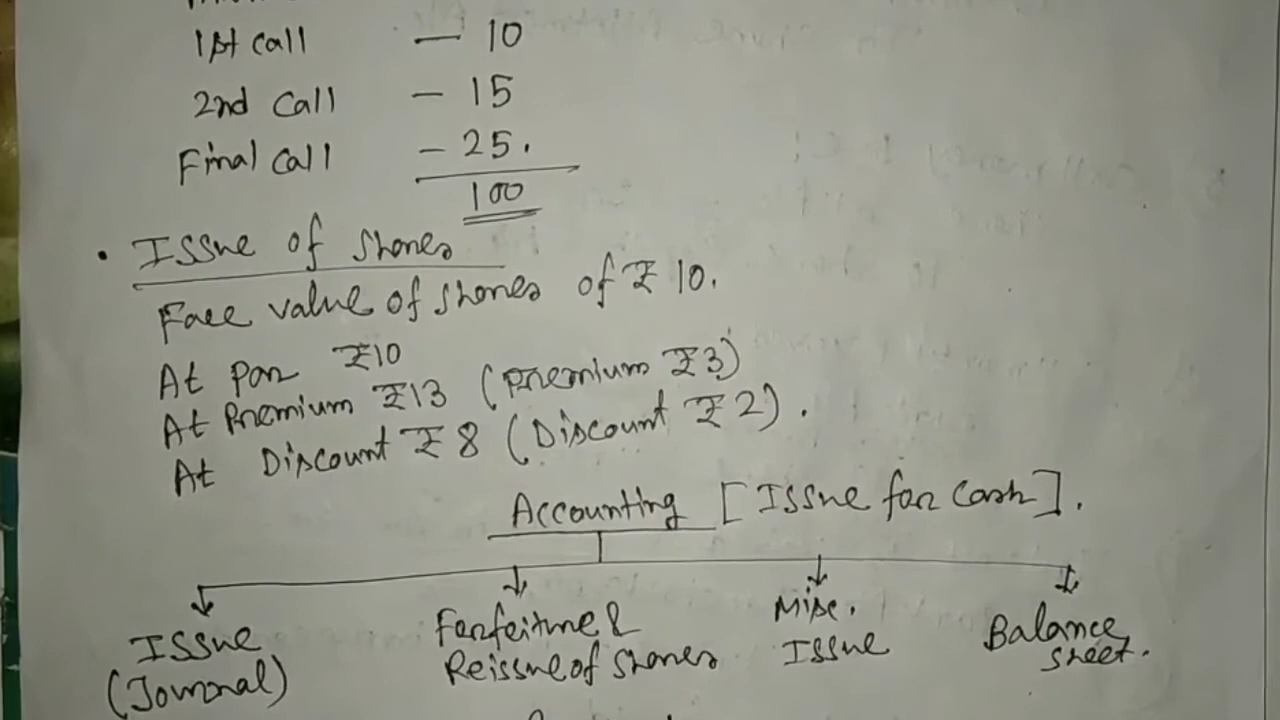 1st call — 10
2nd Call — 15
Final Call — 25.
100
• Issue of Shares
Face value of Shares of ₹ 10.
At par ₹10
At Premium ₹13 (Premium ₹3)
At Discount ₹ 8 (Discount ₹ 2).
Accounting [Issue for Cash].
Issue
(Journal)
Forfeiture &
Reissue of Shares
Misc.
Issue
Balance
Sheet.